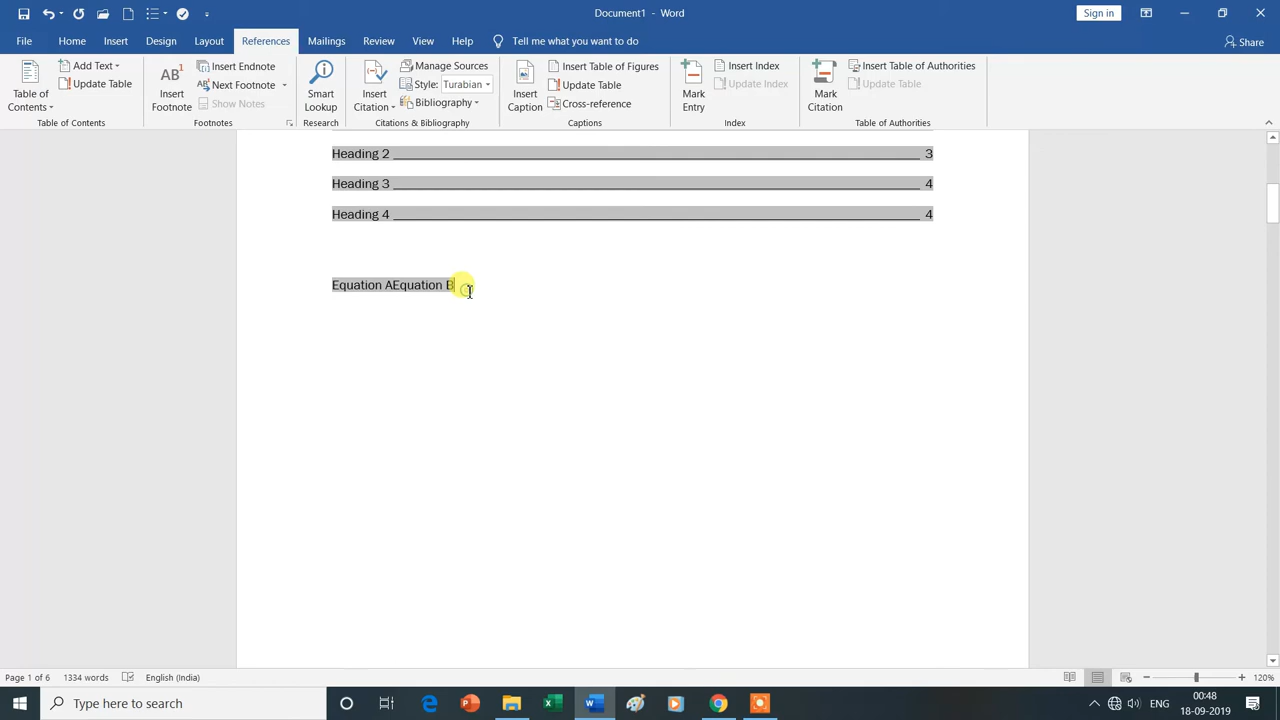 Document1 - Word
Sign in
File Home Insert Design Layout References Mailings Review View Help Tell me what you want to do Share
Table of Contents
Add Text
Update Table
Table of Contents
AB1
Insert Footnote
Insert Endnote
Next Footnote
Show Notes
Footnotes
Smart Lookup
Research
Insert Citation
Manage Sources
Style: Turabian
Bibliography
Citations & Bibliography
Insert Caption
Insert Table of Figures
Update Table
Cross-reference
Captions
Mark Entry
Insert Index
Update Index
Index
Mark Citation
Insert Table of Authorities
Update Table
Table of Authorities
Heading 2 3
Heading 3 4
Heading 4 4
Equation AEquation B
Page 1 of 6 1334 words English (India) 120%
Type here to search
ENG
00:48
18-09-2019